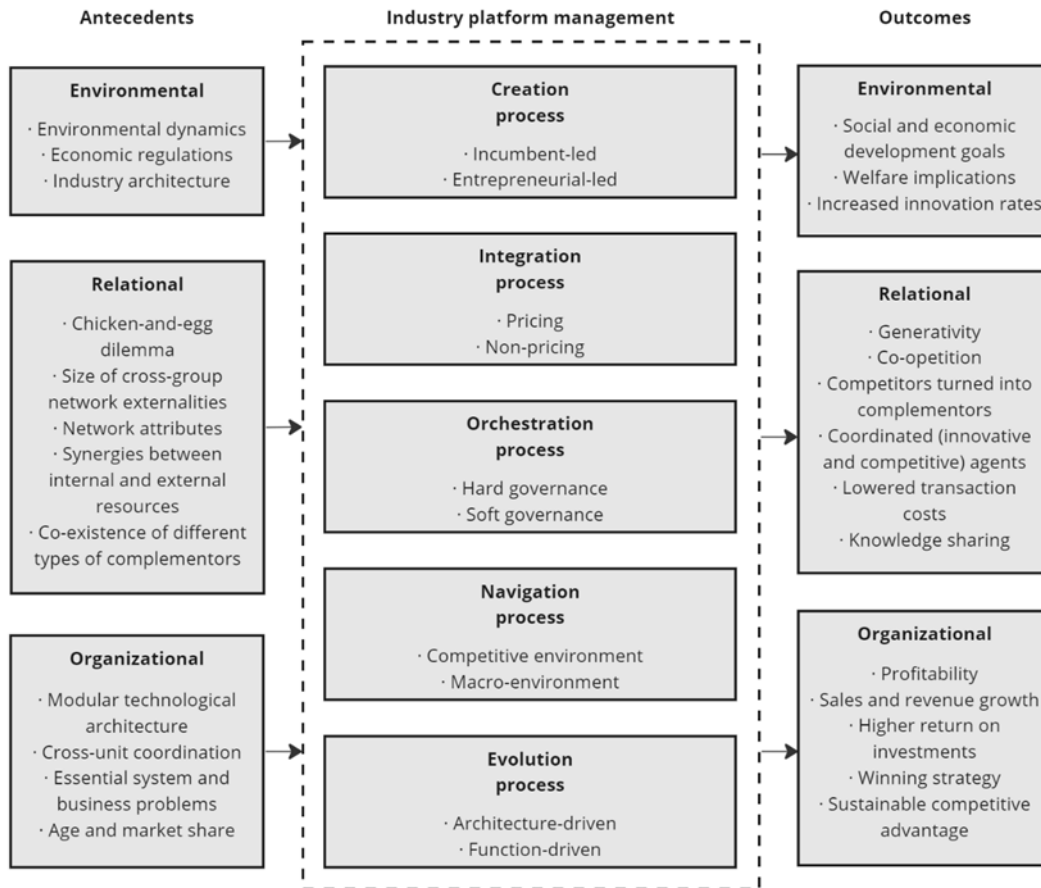 Antecedents
Environmental
· Environmental dynamics
· Economic regulations
· Industry architecture
Relational
· Chicken-and-egg
dilemma
· Size of cross-group
network externalities
· Network attributes
· Synergies between
internal and external
resources
· Co-existence of different
types of complementors
Organizational
· Modular technological
architecture
· Cross-unit coordination
· Essential system and
business problems
· Age and market share
Industry platform management
Creation
process
· Incumbent-led
· Entrepreneurial-led
Integration
process
· Pricing
· Non-pricing
Orchestration
process
· Hard governance
· Soft governance
Navigation
process
· Competitive environment
· Macro-environment
Evolution
process
· Architecture-driven
· Function-driven
Outcomes
Environmental
· Social and economic
development goals
· Welfare implications
· Increased innovation rates
Relational
· Generativity
· Co-opetition
· Competitors turned into
complementors
· Coordinated (innovative
and competitive) agents
· Lowered transaction
costs
· Knowledge sharing
Organizational
· Profitability
· Sales and revenue growth
· Higher return on
investments
· Winning strategy
· Sustainable competitive
advantage